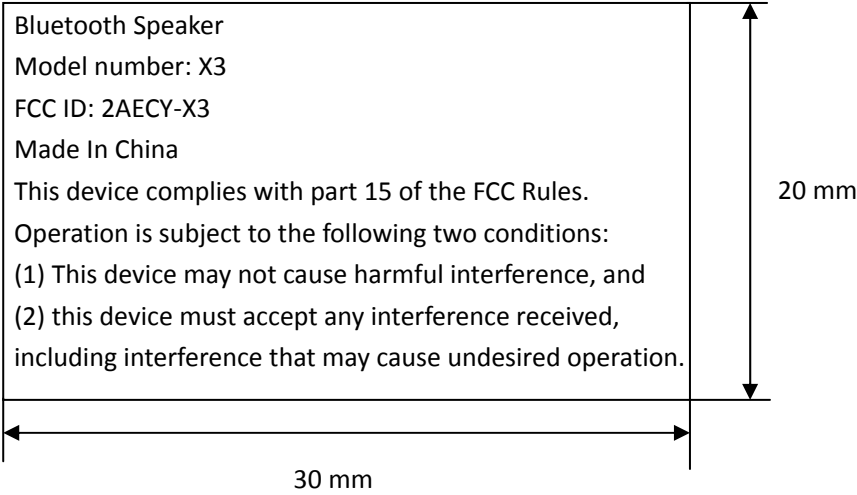 Bluetooth Speaker
Model number: X3
FCC ID: 2AECY-X3
Made In China
This device complies with part 15 of the FCC Rules.
Operation is subject to the following two conditions:
(1) This device may not cause harmful interference, and
(2) this device must accept any interference received,
including interference that may cause undesired operation.
20 mm
30 mm